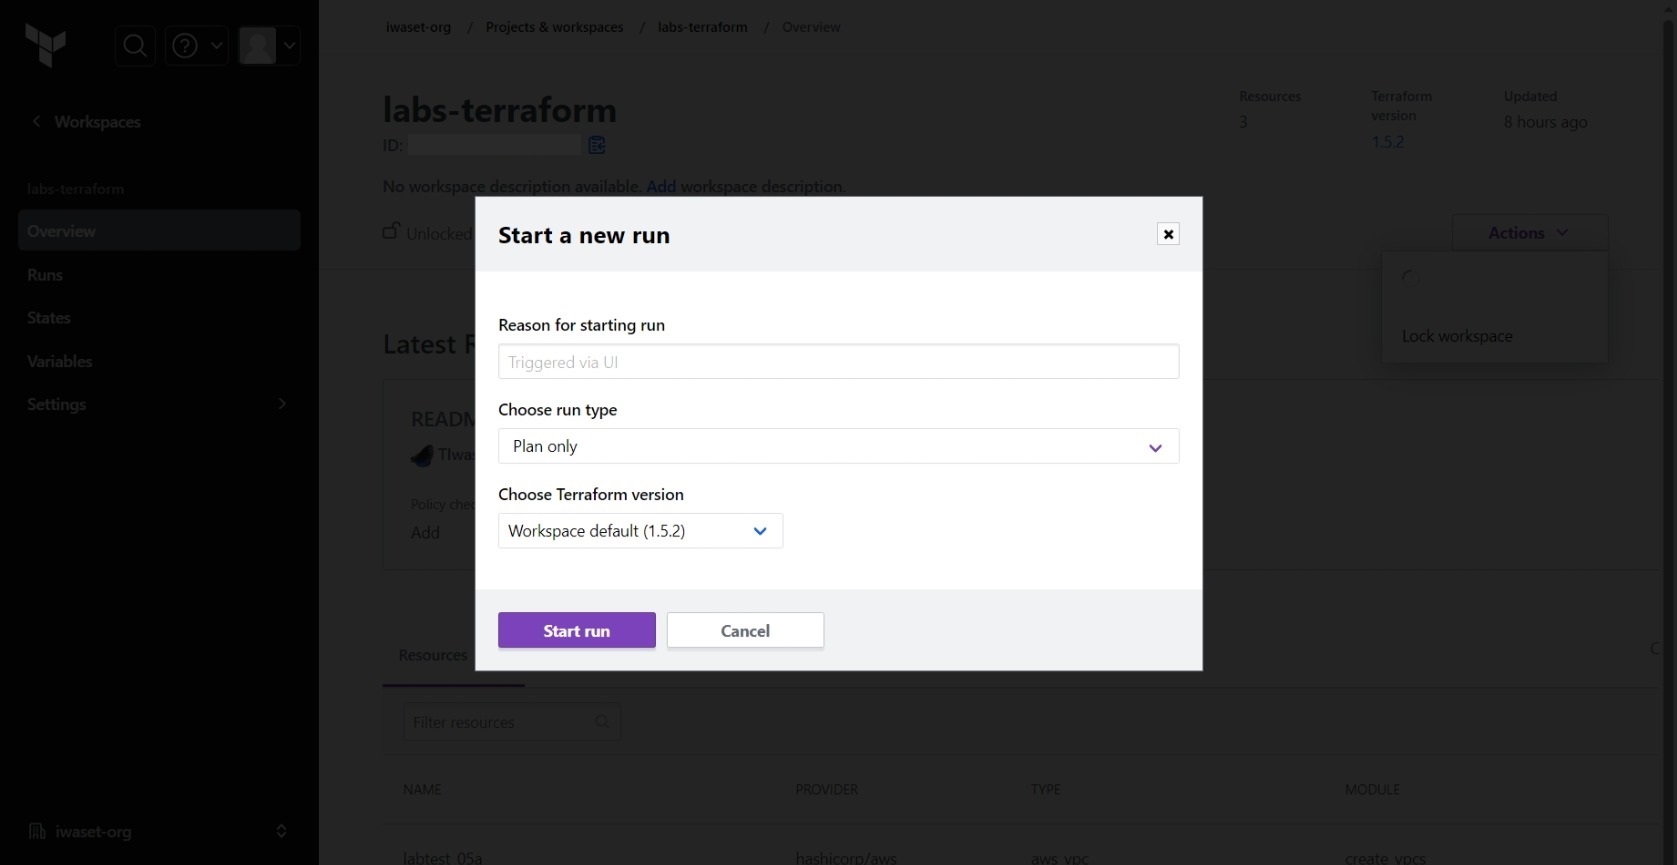 iwaset-org / Projects & workspaces / labs-terraform / Overview
Workspaces
labs-terraform
Overview
Runs
States
Variables
Settings
iwaset-org
labs-terraform
ID:
No workspace description available. Add workspace description.
Unlocked
Resources
3
Terraform
version
1.5.2
Updated
8 hours ago
Actions
Lock workspace
Latest
Policy
Add
Start a new run
Reason for starting run
Triggered via UI
Choose run type
Plan only
Choose Terraform version
Workspace default (1.5.2)
Start run Cancel
Resources
Filter resources
NAME PROVIDER TYPE MODULE
labtest_05a hashicorp/aws aws_vpc create_vpcs